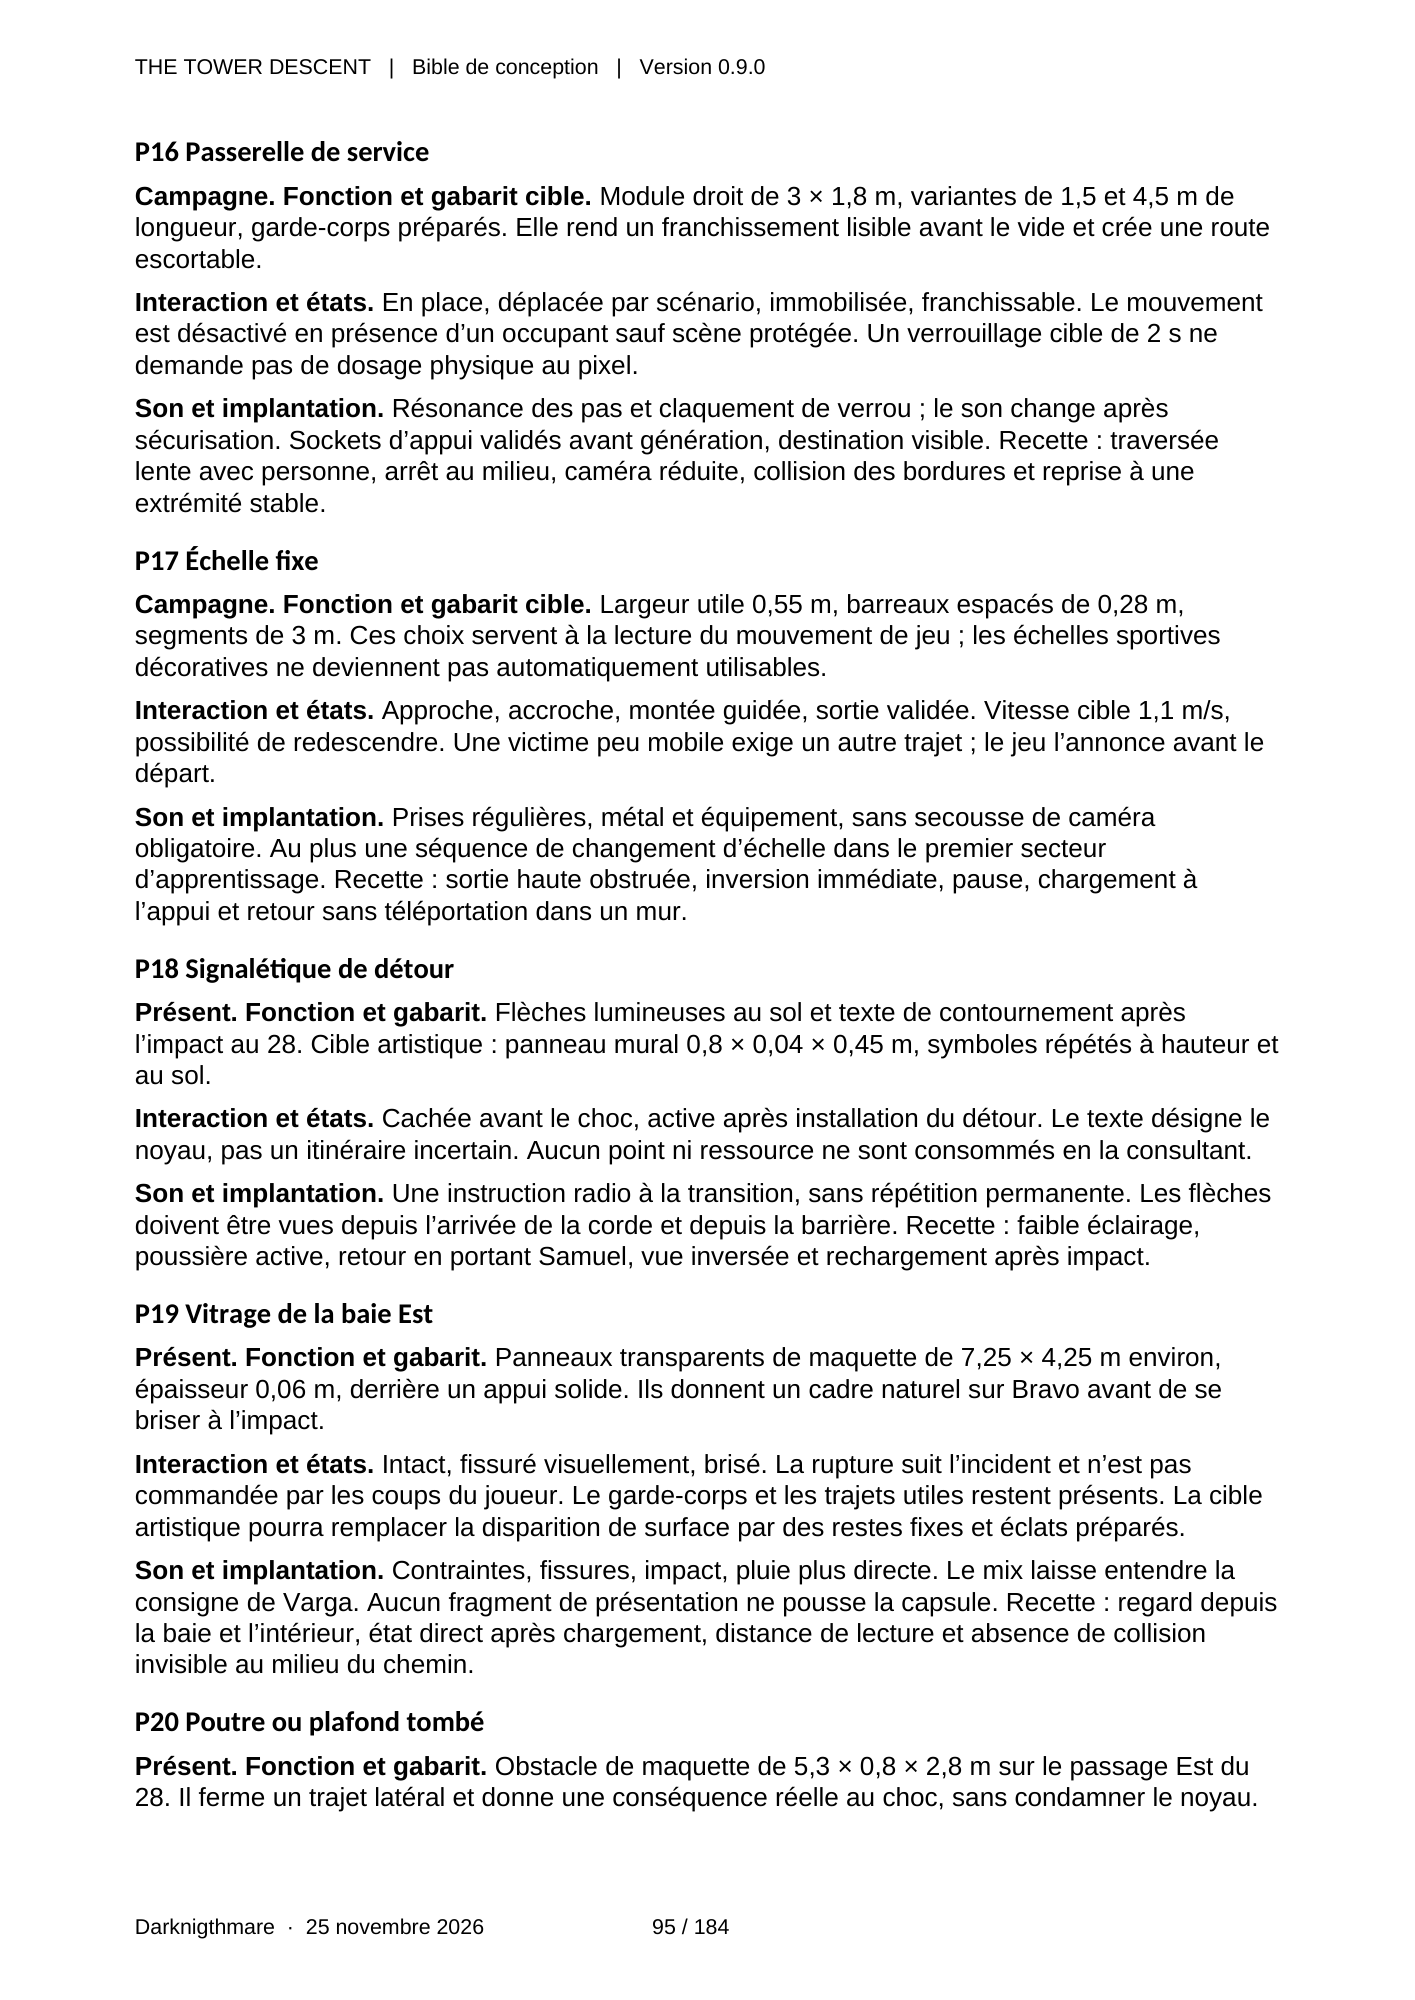 THE TOWER DESCENT | Bible de conception | Version 0.9.0
P16 Passerelle de service
Campagne. Fonction et gabarit cible. Module droit de 3 × 1,8 m, variantes de 1,5 et 4,5 m de
longueur, garde-corps préparés. Elle rend un franchissement lisible avant le vide et crée une route
escortable.
Interaction et états. En place, déplacée par scénario, immobilisée, franchissable. Le mouvement
est désactivé en présence d’un occupant sauf scène protégée. Un verrouillage cible de 2 s ne
demande pas de dosage physique au pixel.
Son et implantation. Résonance des pas et claquement de verrou ; le son change après
sécurisation. Sockets d’appui validés avant génération, destination visible. Recette : traversée
lente avec personne, arrêt au milieu, caméra réduite, collision des bordures et reprise à une
extrémité stable.
P17 Échelle fixe
Campagne. Fonction et gabarit cible. Largeur utile 0,55 m, barreaux espacés de 0,28 m,
segments de 3 m. Ces choix servent à la lecture du mouvement de jeu ; les échelles sportives
décoratives ne deviennent pas automatiquement utilisables.
Interaction et états. Approche, accroche, montée guidée, sortie validée. Vitesse cible 1,1 m/s,
possibilité de redescendre. Une victime peu mobile exige un autre trajet ; le jeu l’annonce avant le
départ.
Son et implantation. Prises régulières, métal et équipement, sans secousse de caméra
obligatoire. Au plus une séquence de changement d’échelle dans le premier secteur
d’apprentissage. Recette : sortie haute obstruée, inversion immédiate, pause, chargement à
l’appui et retour sans téléportation dans un mur.
P18 Signalétique de détour
Présent. Fonction et gabarit. Flèches lumineuses au sol et texte de contournement après
l’impact au 28. Cible artistique : panneau mural 0,8 × 0,04 × 0,45 m, symboles répétés à hauteur et
au sol.
Interaction et états. Cachée avant le choc, active après installation du détour. Le texte désigne le
noyau, pas un itinéraire incertain. Aucun point ni ressource ne sont consommés en la consultant.
Son et implantation. Une instruction radio à la transition, sans répétition permanente. Les flèches
doivent être vues depuis l’arrivée de la corde et depuis la barrière. Recette : faible éclairage,
poussière active, retour en portant Samuel, vue inversée et rechargement après impact.
P19 Vitrage de la baie Est
Présent. Fonction et gabarit. Panneaux transparents de maquette de 7,25 × 4,25 m environ,
épaisseur 0,06 m, derrière un appui solide. Ils donnent un cadre naturel sur Bravo avant de se
briser à l’impact.
Interaction et états. Intact, fissuré visuellement, brisé. La rupture suit l’incident et n’est pas
commandée par les coups du joueur. Le garde-corps et les trajets utiles restent présents. La cible
artistique pourra remplacer la disparition de surface par des restes fixes et éclats préparés.
Son et implantation. Contraintes, fissures, impact, pluie plus directe. Le mix laisse entendre la
consigne de Varga. Aucun fragment de présentation ne pousse la capsule. Recette : regard depuis
la baie et l’intérieur, état direct après chargement, distance de lecture et absence de collision
invisible au milieu du chemin.
P20 Poutre ou plafond tombé
Présent. Fonction et gabarit. Obstacle de maquette de 5,3 × 0,8 × 2,8 m sur le passage Est du
28. Il ferme un trajet latéral et donne une conséquence réelle au choc, sans condamner le noyau.
Darknigthmare · 25 novembre 2026 95 / 184